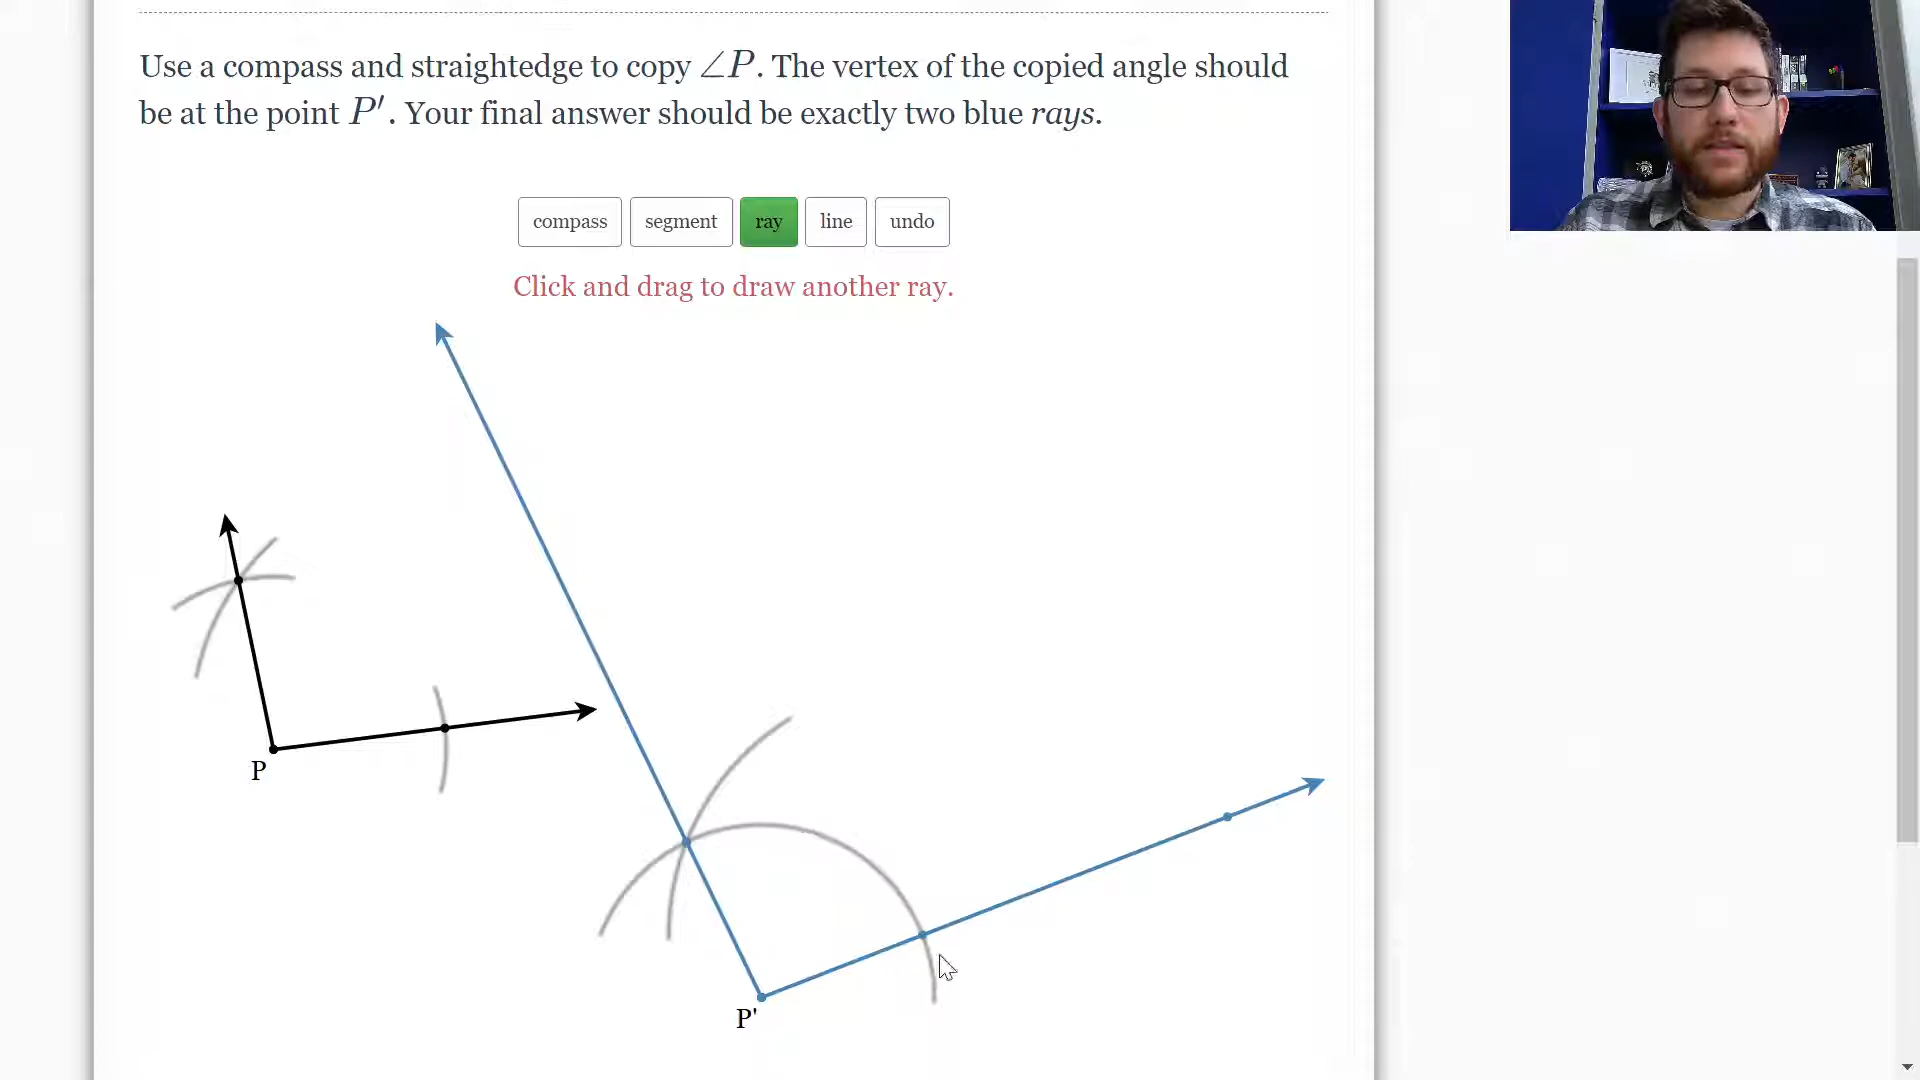 Use a compass and straightedge to copy ∠P. The vertex of the copied angle should
be at the point P′. Your final answer should be exactly two blue rays.
compass segment ray line undo
Click and drag to draw another ray.
P
P'